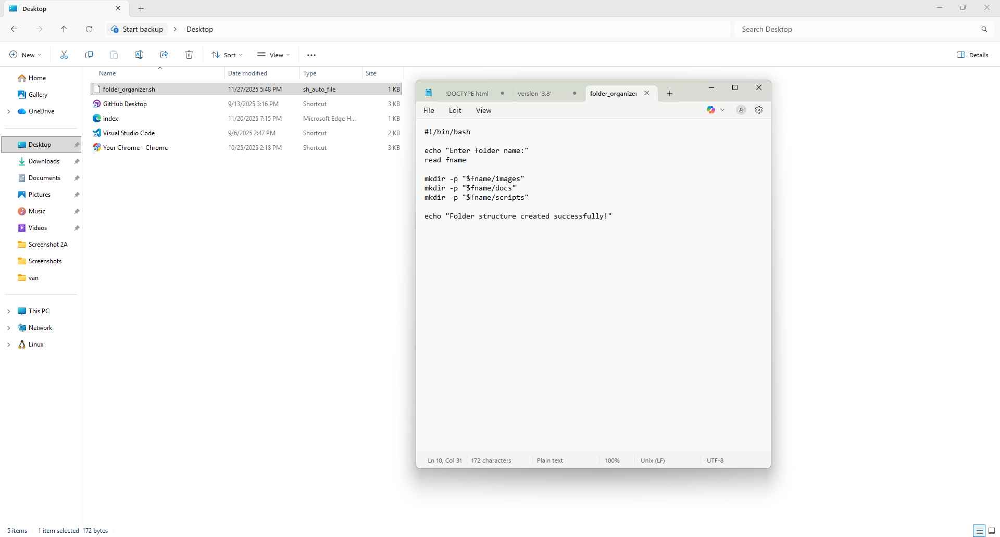 Desktop
Start backup
Desktop
Search Desktop
New
Sort
View
Details
Home
Gallery
OneDrive
Desktop
Downloads
Documents
Pictures
Music
Videos
Screenshot 2A
Screenshots
van
This PC
Network
Linux
Name Date modified Type Size
folder_organizer.sh 11/27/2025 5:48 PM sh_auto_file 1 KB
GitHub Desktop 9/13/2025 3:16 PM Shortcut 3 KB
index 11/20/2025 7:15 PM Microsoft Edge H... 1 KB
Visual Studio Code 9/6/2025 2:47 PM Shortcut 2 KB
Your Chrome - Chrome 10/25/2025 2:18 PM Shortcut 3 KB
!DOCTYPE html version '3.8' folder_organizer
File Edit View
#!/bin/bash
echo "Enter folder name:"
read fname
mkdir -p "$fname/images"
mkdir -p "$fname/docs"
mkdir -p "$fname/scripts"
echo "Folder structure created successfully!"
Ln 10, Col 31 172 characters Plain text 100% Unix (LF) UTF-8
5 items 1 item selected 172 bytes